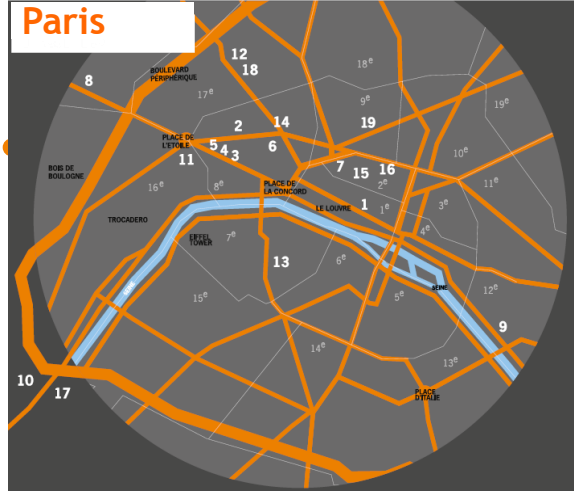 Paris
12
18
18e
BOULEVARD
PÉRIPHÉRIQUE
8
17e
9e
19e
2
14
19
PLACE DE
L'ETOILE
5
4
3
6
10e
11
7
15
16
BOIS DE
BOULOGNE
16e
8e
PLACE DE
LA CONCORD
2e
11e
1
LE LOUVRE
1e
3e
TROCADERO
EIFFEL
TOWER
7e
4e
13
6e
SEINE
SEINE
12e
15e
5e
9
14e
13e
10
17
PLACE
D'ITALIE